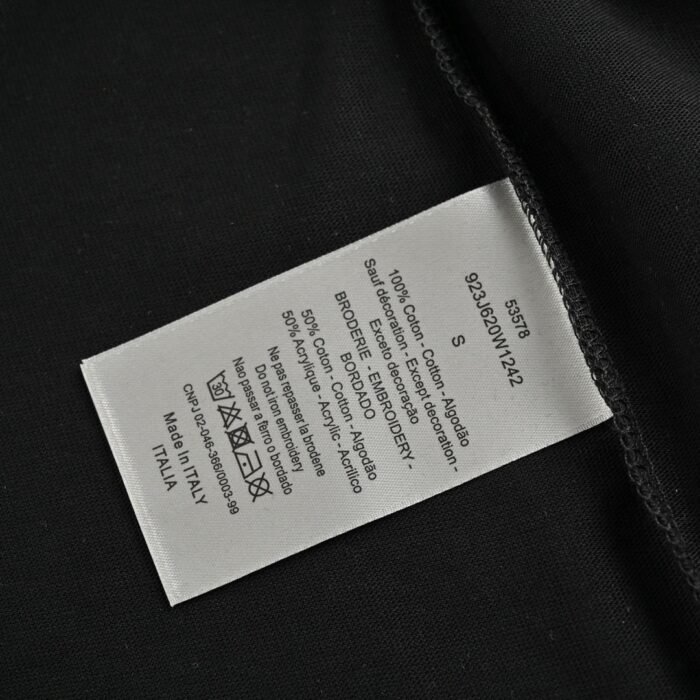 53578
923J620W1242
S
100% Coton - Cotton - Algodão
Sauf décoration - Except decoration -
Exceto decoração
BRODERIE - EMBROIDERY -
BORDADO
50% Coton - Cotton - Algodão
50% Acrylique - Acrylic - Acrílico
Ne pas repasser la broderie
Do not iron embroidery
Nao passar a ferro o bordado
30
CNPJ 02-046-366/0003-99
Made in ITALY
ITALIA